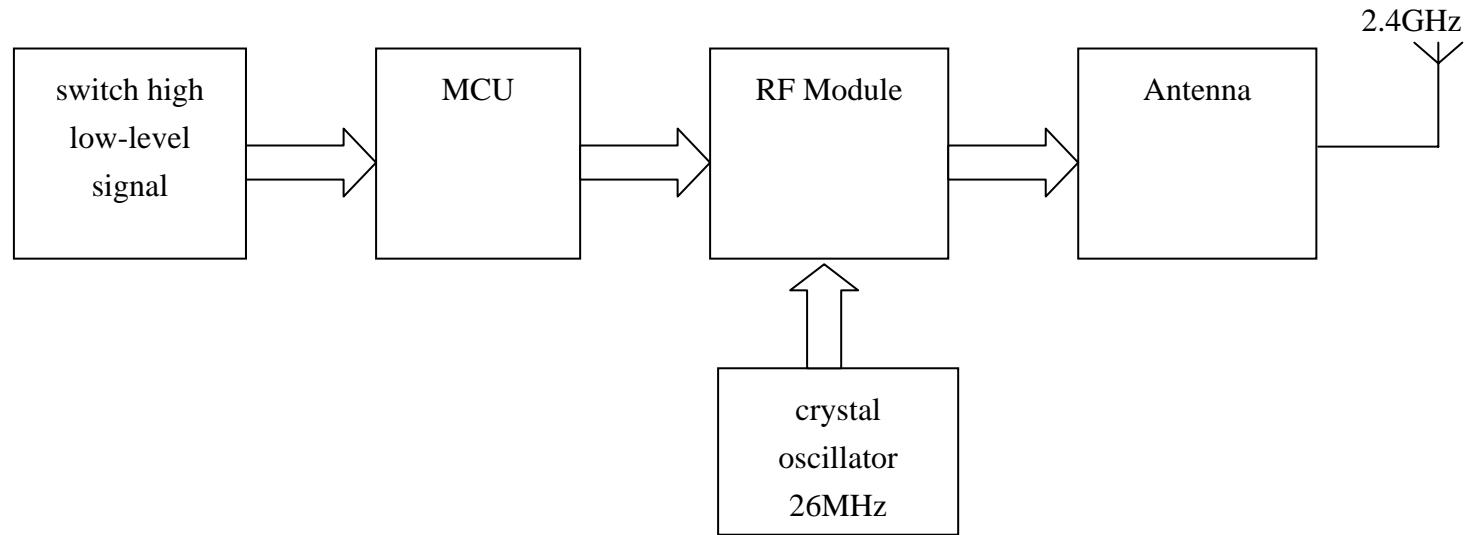 2.4GHz
switch high
low-level
signal
MCU
RF Module
Antenna
crystal
oscillator
26MHz